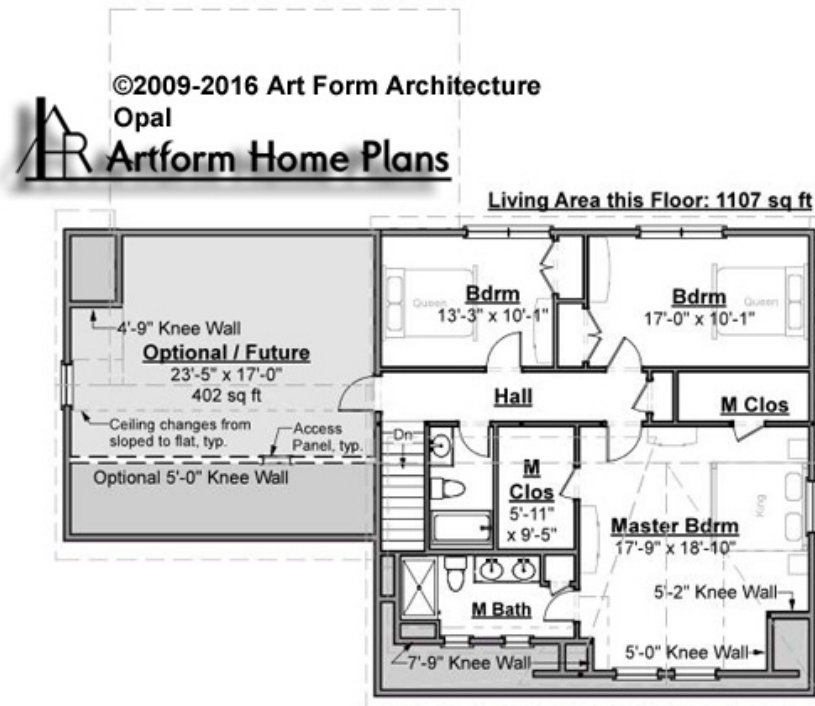 ©2009-2016 Art Form Architecture
Opal
Artform Home Plans
Living Area this Floor: 1107 sq ft
Bdrm
13'-3" x 10'-1"
Queen
Bdrm
17'-0" x 10'-1"
Queen
4'-9" Knee Wall
Optional / Future
23'-5" x 17'-0"
402 sq ft
Hall
M Clos
Ceiling changes from
sloped to flat, typ.
Access
Panel, typ.
Dn
Optional 5'-0" Knee Wall
M
Clos
5'-11"
x 9'-5"
King
Master Bdrm
17'-9" x 18'-10"
5'-2" Knee Wall
M Bath
7'-9" Knee Wall
5'-0" Knee Wall